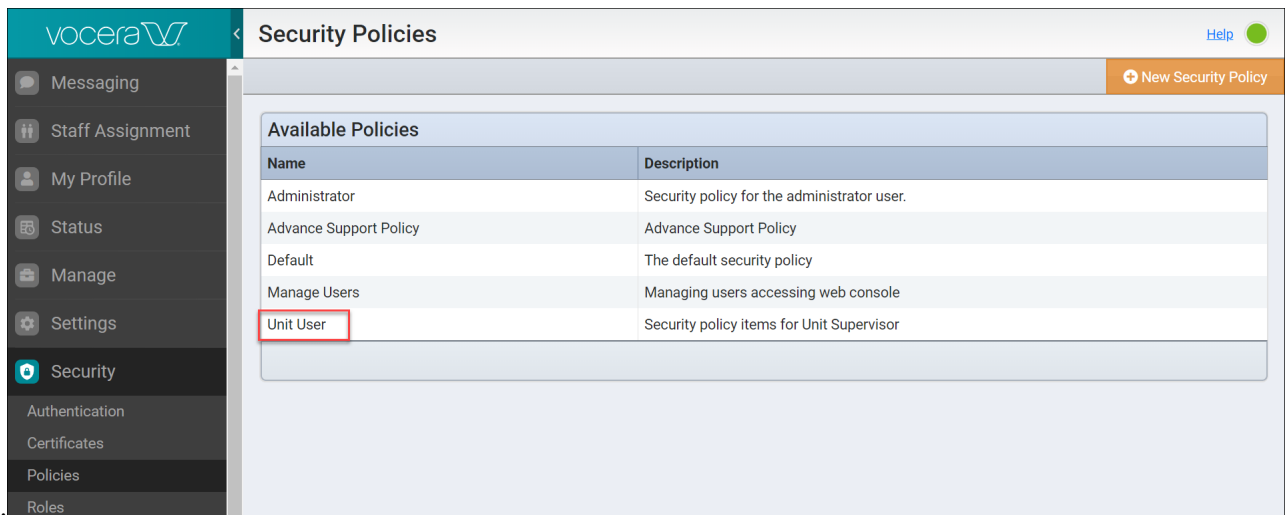 vocera
Security Policies
Help
New Security Policy
Messaging
Staff Assignment
My Profile
Status
Manage
Settings
Security
Authentication
Certificates
Policies
Roles
Available Policies
Name Description
Administrator Security policy for the administrator user.
Advance Support Policy Advance Support Policy
Default The default security policy
Manage Users Managing users accessing web console
Unit User Security policy items for Unit Supervisor